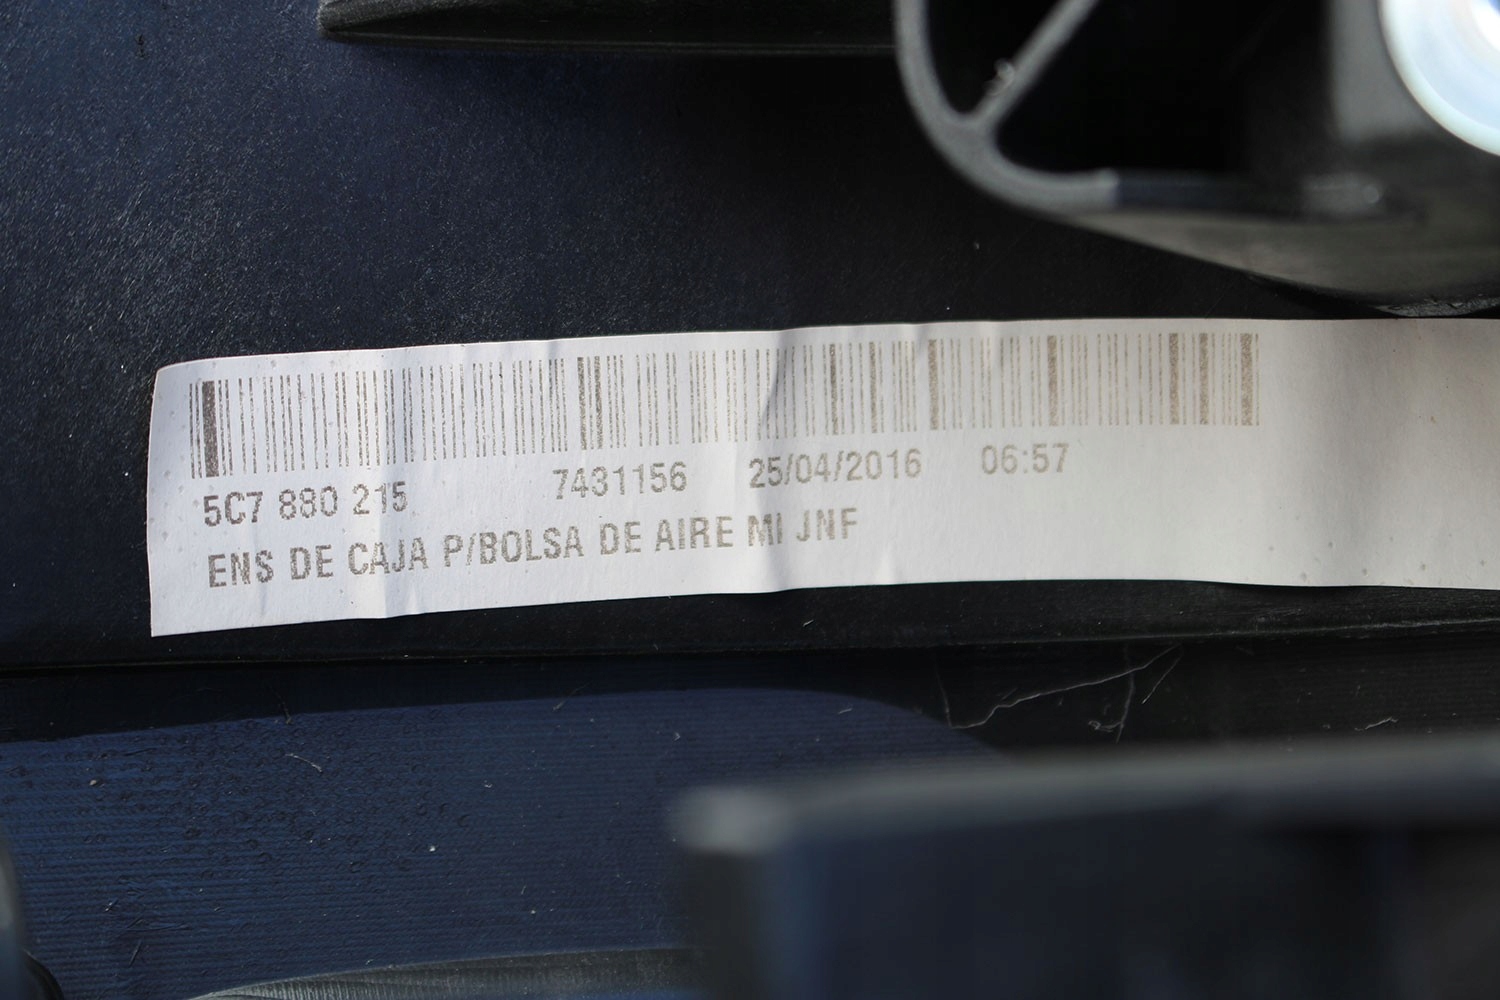 5C7 880 215 7431156 25/04/2016 06:57
ENS DE CAJA P/BOLSA DE AIRE MI JNF